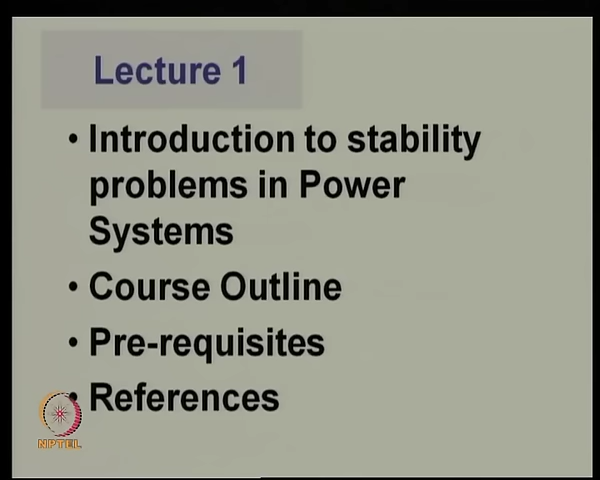 Lecture 1
• Introduction to stability
problems in Power
Systems
• Course Outline
• Pre-requisites
• References
NPTEL